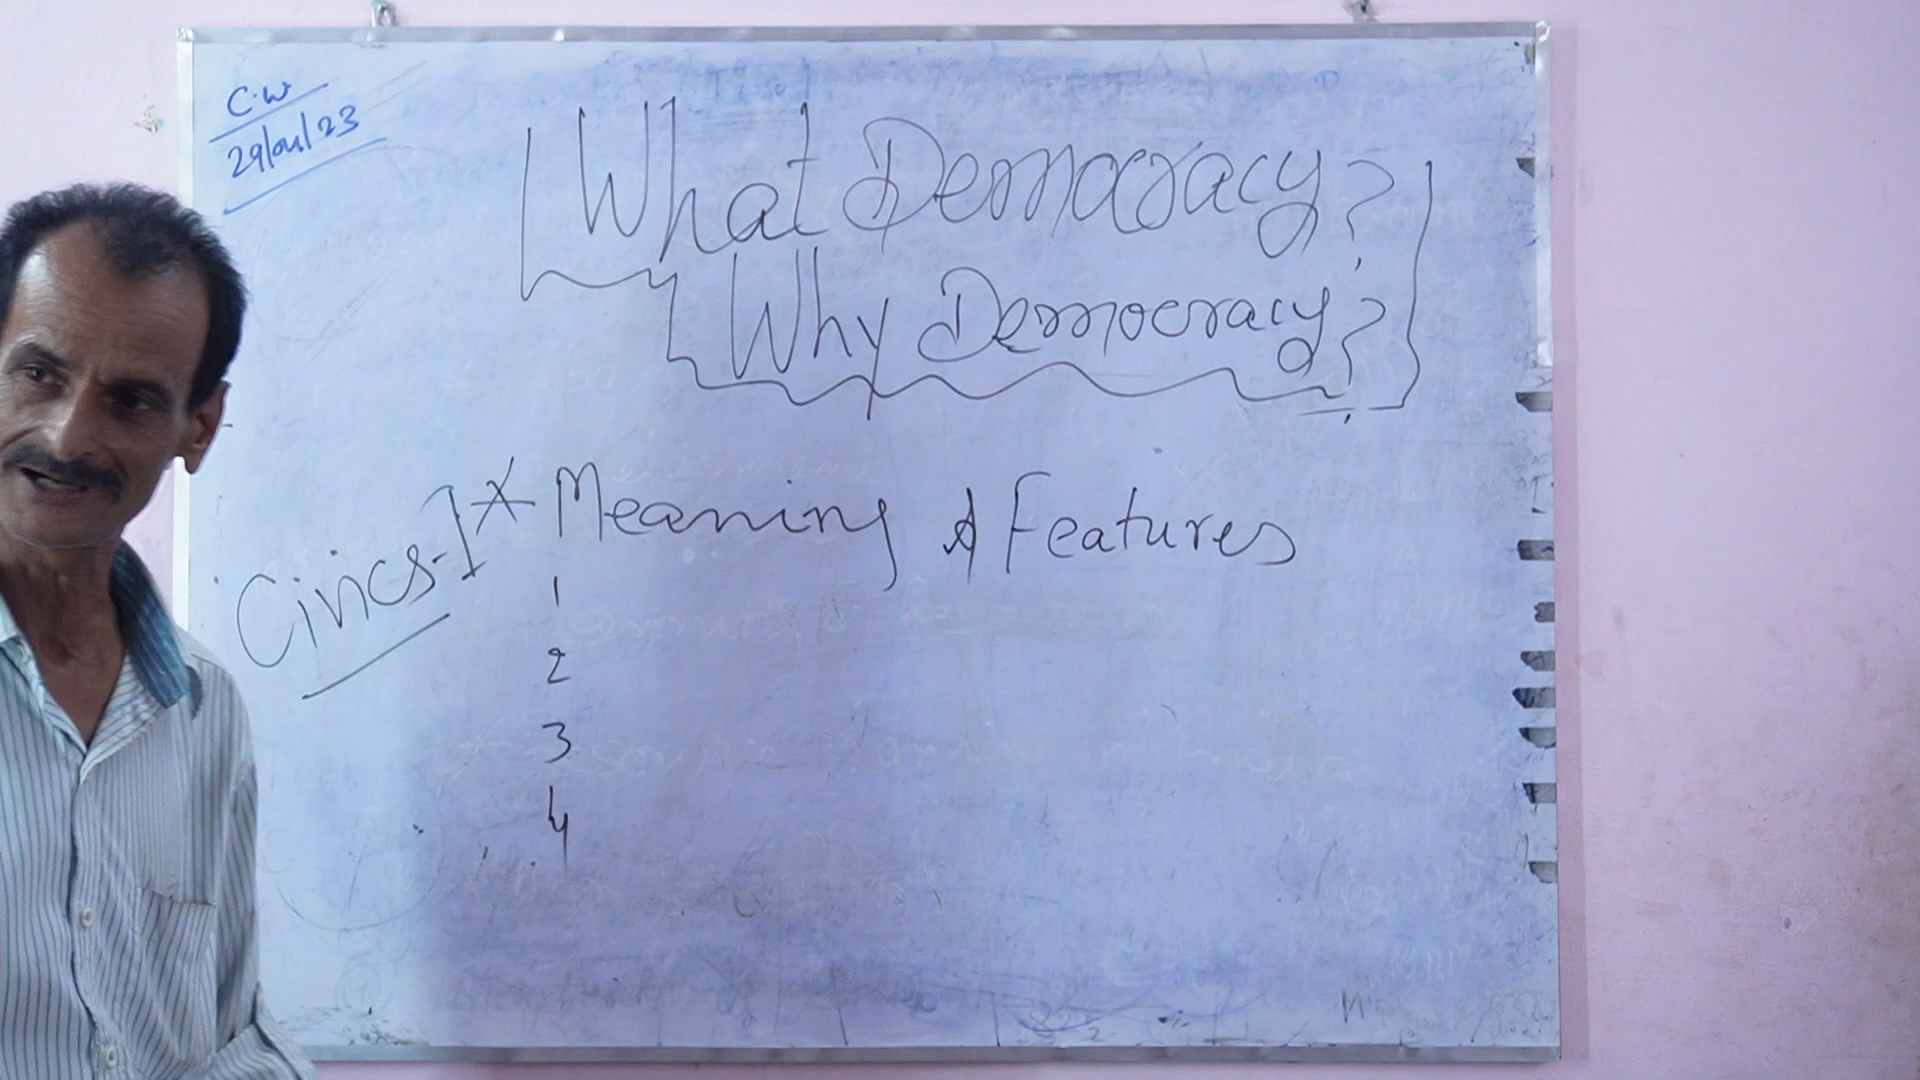 C.W
29/04/23
What Democracy?
Why Democracy?
Civics-I
* Meaning & Features
1
2
3
4